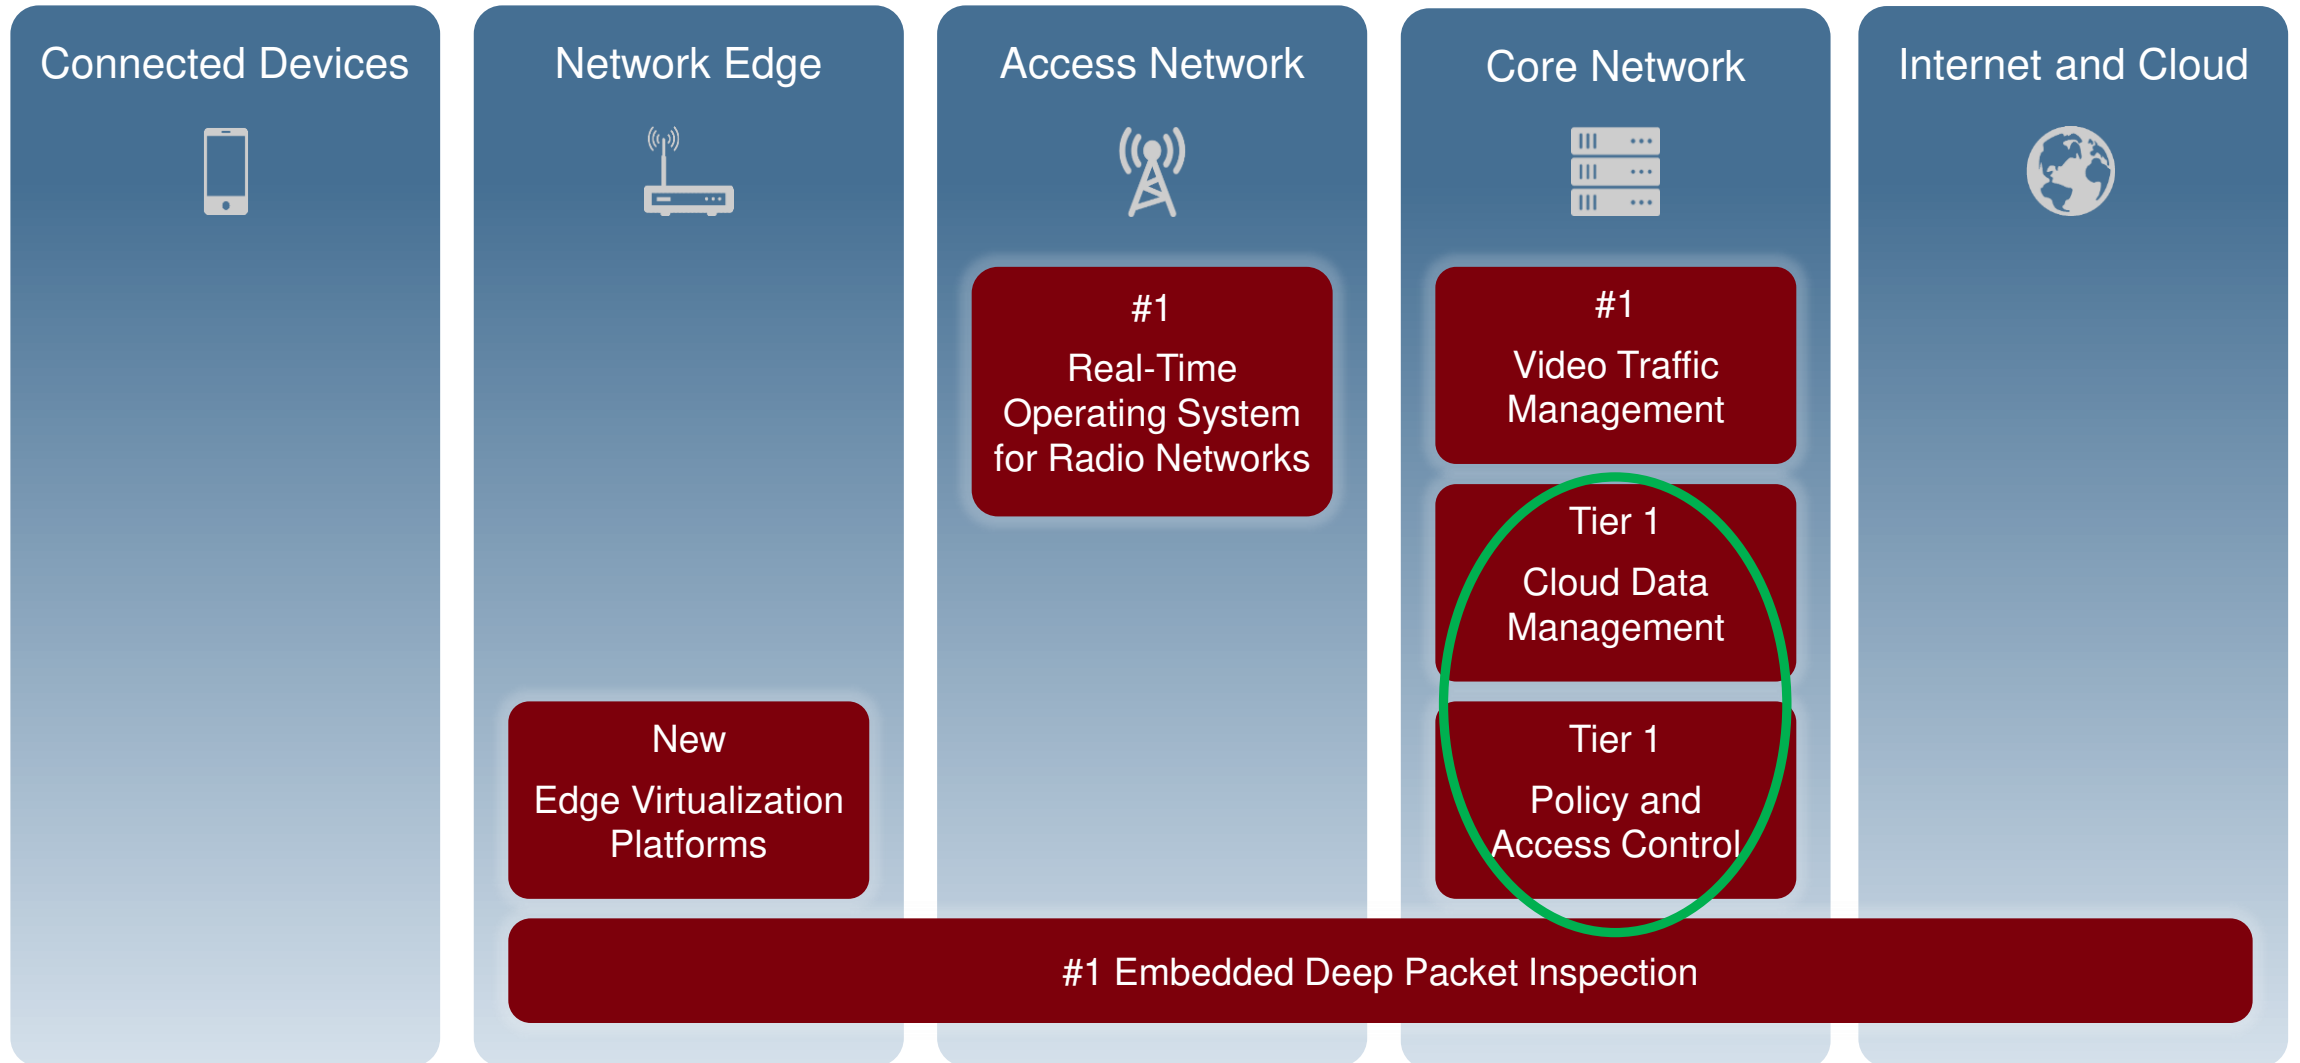 Connected Devices
Network Edge
Access Network
Core Network
Internet and Cloud
#1
Real-Time
Operating System
for Radio Networks
#1
Video Traffic
Management
Tier 1
Cloud Data
Management
New
Edge Virtualization
Platforms
Tier 1
Policy and
Access Control
#1 Embedded Deep Packet Inspection